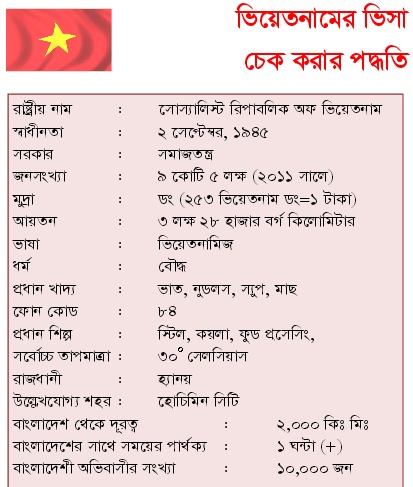 ভিয়েতনামের ভিসা
চেক করার পদ্ধতি
রাষ্ট্রীয় নাম : সোস্যালিস্ট রিপাবলিক অফ ভিয়েতনাম
স্বাধীনতা : ২ সেপ্টেম্বর, ১৯৪৫
সরকার : সমাজতন্ত্র
জনসংখ্যা : ৯ কোটি ৫ লক্ষ (২০১১ সালে)
মুদ্রা : ডং (২৫৩ ভিয়েতনাম ডং=১ টাকা)
আয়তন : ৩ লক্ষ ২৮ হাজার বর্গ কিলোমিটার
ভাষা : ভিয়েতনামিজ
ধর্ম : বৌদ্ধ
প্রধান খাদ্য : ভাত, নুডলস, স্যুপ, মাছ
ফোন কোড : ৮৪
প্রধান শিল্প : স্টিল, কয়লা, ফুড প্রসেসিং,
সর্বোচ্চ তাপমাত্রা : ৩০° সেলসিয়াস
রাজধানী : হ্যানয়
উল্লেখযোগ্য শহর : হোচিমিন সিটি
বাংলাদেশ থেকে দূরত্ব : ২,০০০ কিঃ মিঃ
বাংলাদেশের সাথে সময়ের পার্থক্য : ১ ঘন্টা (+)
বাংলাদেশী অভিবাসীর সংখ্যা : ১০,০০০ জন